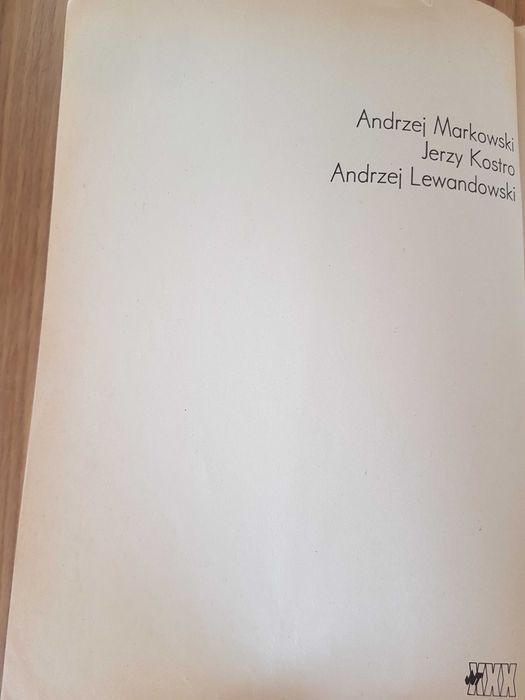 Andrzej Markowski
Jerzy Kostro
Andrzej Lewandowski